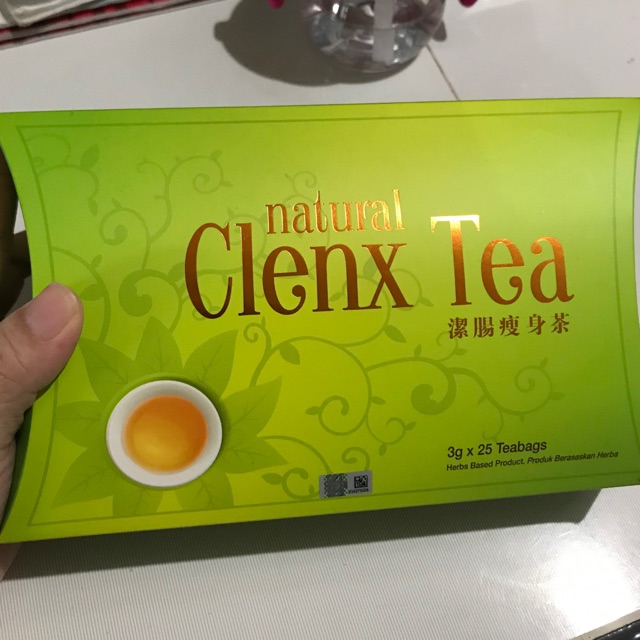 natural
Clenx Tea
潔腸瘦身茶
3g x 25 Teabags
Herbs Based Product. Produk Berasaskan Herba